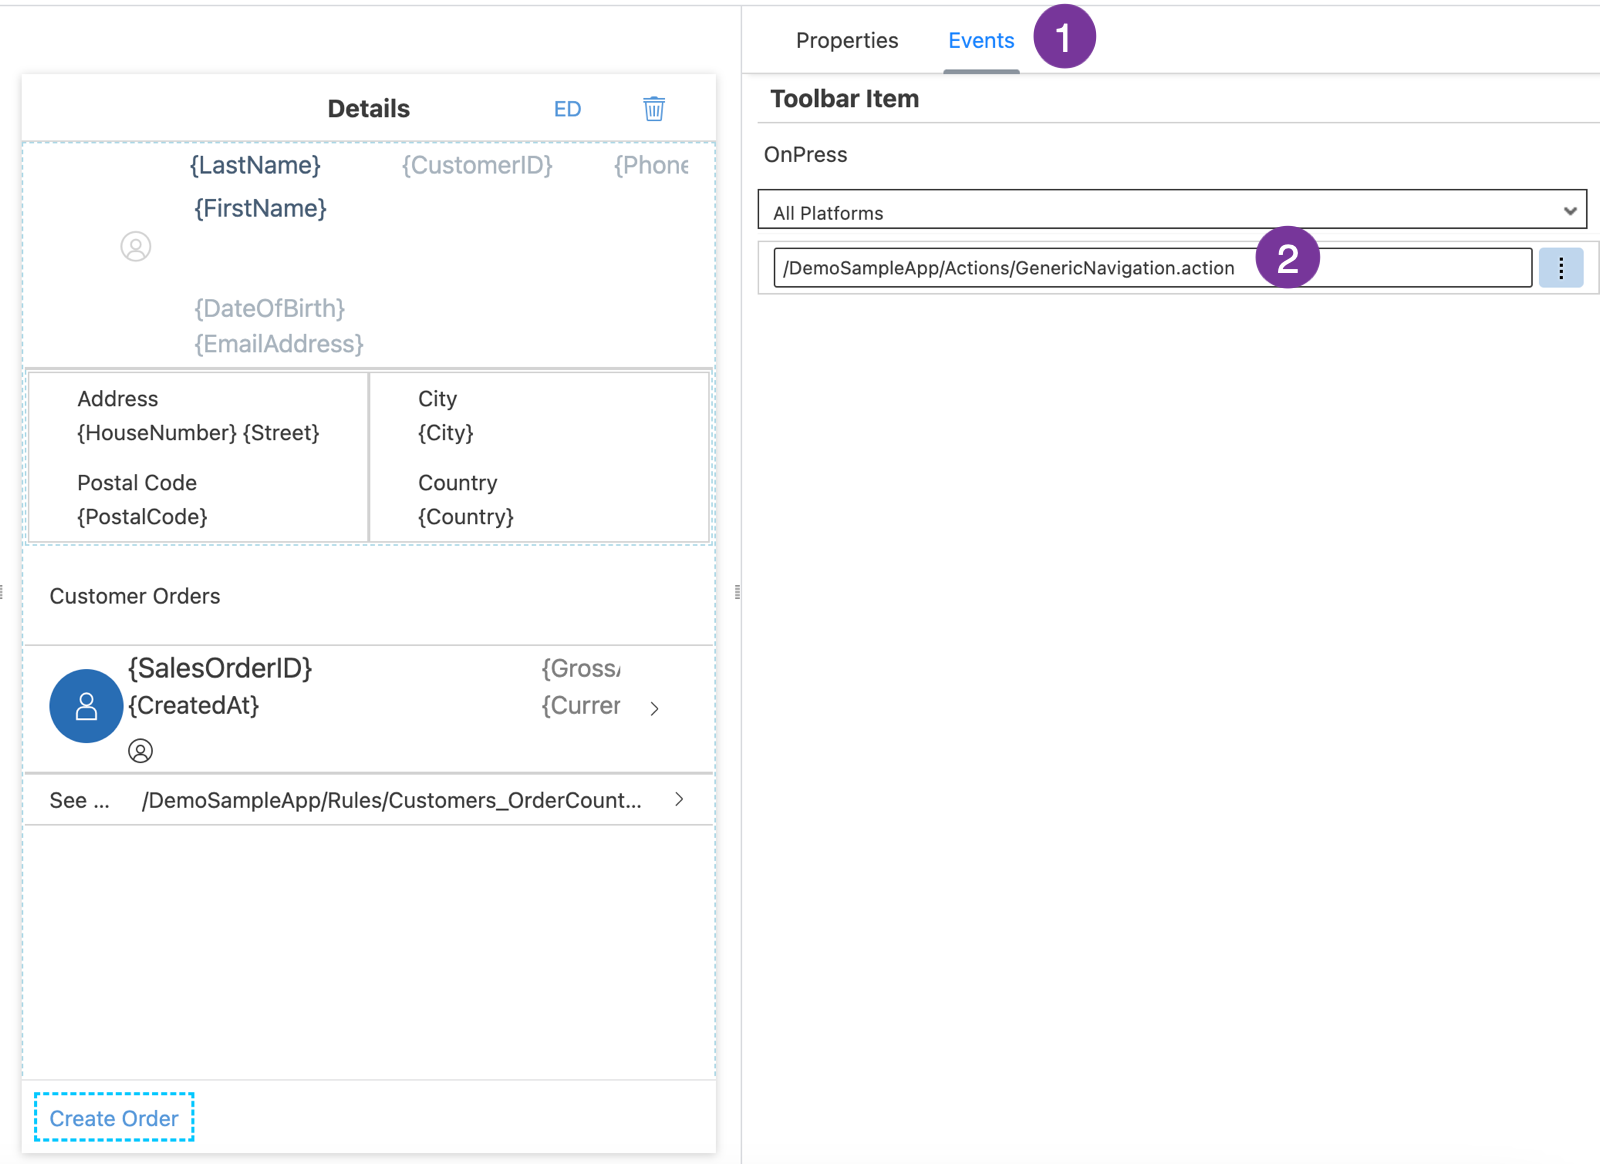 Properties
Events
1
Details
ED
Toolbar Item
OnPress
All Platforms
/DemoSampleApp/Actions/GenericNavigation.action
2
{LastName}
{CustomerID}
{Phone
{FirstName}
{DateOfBirth}
{EmailAddress}
Address
{HouseNumber} {Street}
City
{City}
Postal Code
{PostalCode}
Country
{Country}
Customer Orders
{SalesOrderID}
{Gross
{CreatedAt}
{Currer
See ...
/DemoSampleApp/Rules/Customers_OrderCount...
Create Order